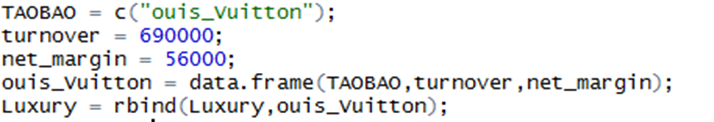 TAOBAO = c("ouis_Vuitton");
turnover = 690000;
net_margin = 56000;
ouis_Vuitton = data.frame(TAOBAO,turnover,net_margin);
Luxury = rbind(Luxury,ouis_Vuitton);